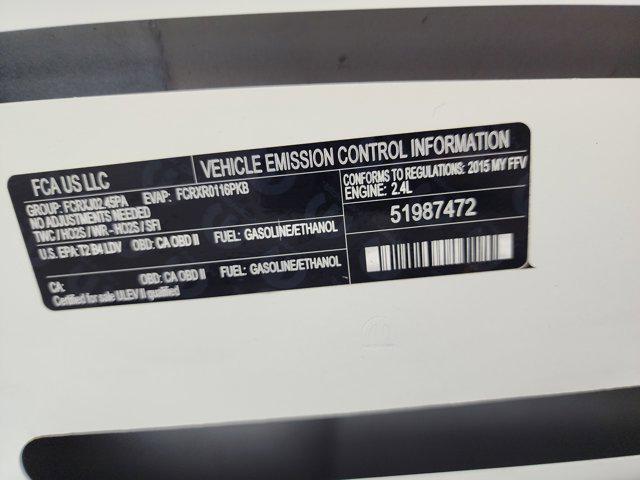 FCA US LLC
VEHICLE EMISSION CONTROL INFORMATION
GROUP: FCRXJ02.45PA EVAP: FCRXR0116PKB
NO ADJUSTMENTS NEEDED
TWC / HO2S / WR-HO2S / SFI
U.S. EPA: T2 B4 LDV OBD: CA OBD II FUEL: GASOLINE/ETHANOL
CA: OBD: CA OBD II FUEL: GASOLINE/ETHANOL
Certified for sale ULEV II qualified
CONFORMS TO REGULATIONS: 2015 MY FFV
ENGINE: 2.4L
51987472